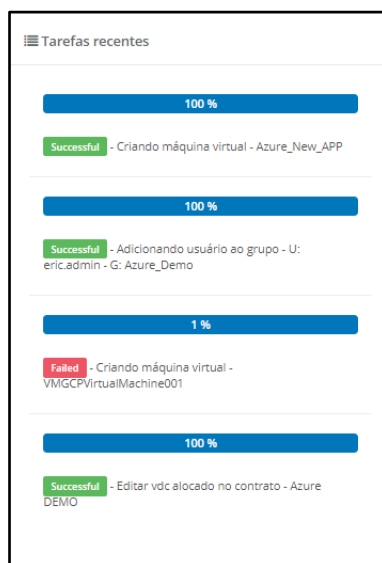 Tarefas recentes
100 %
Successful - Criando máquina virtual - Azure_New_APP
100 %
Successful - Adicionando usuário ao grupo - U:
eric.admin - G: Azure_Demo
1 %
Failed - Criando máquina virtual -
VMGCPVirtualMachine001
100 %
Successful - Editar vdc alocado no contrato - Azure
DEMO